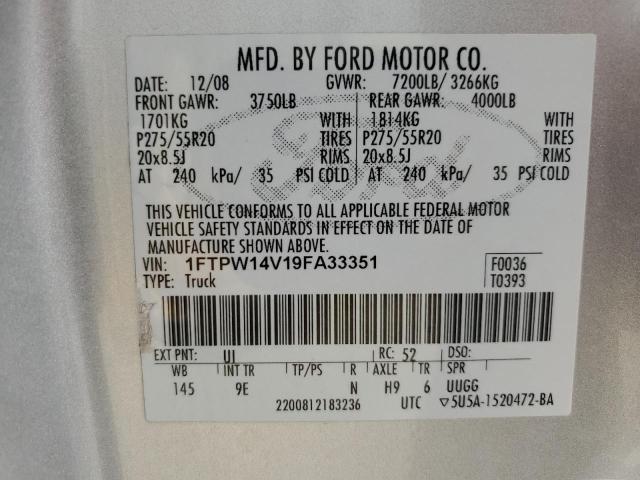 MFD. BY FORD MOTOR CO.
DATE: 12/08 GVWR: 7200LB/ 3266KG
FRONT GAWR: 3750LB REAR GAWR: 4000LB
1701KG WITH 1814KG WITH
P275/55R20 TIRES P275/55R20 TIRES
20x8.5J RIMS 20x8.5J RIMS
AT 240 kPa/ 35 PSI COLD AT 240 kPa/ 35 PSI COLD
THIS VEHICLE CONFORMS TO ALL APPLICABLE FEDERAL MOTOR
VEHICLE SAFETY STANDARDS IN EFFECT ON THE DATE OF
MANUFACTURE SHOWN ABOVE.
VIN: 1FTPW14V19FA33351 F0036
TYPE: Truck T0393
EXT PNT: UI RC: 52 DSO:
WB INT TR TP/PS R AXLE TR SPR
145 9E N H9 6 UUGG
2200812183236 UTC ▽5U5A-1520472-BA
Ford